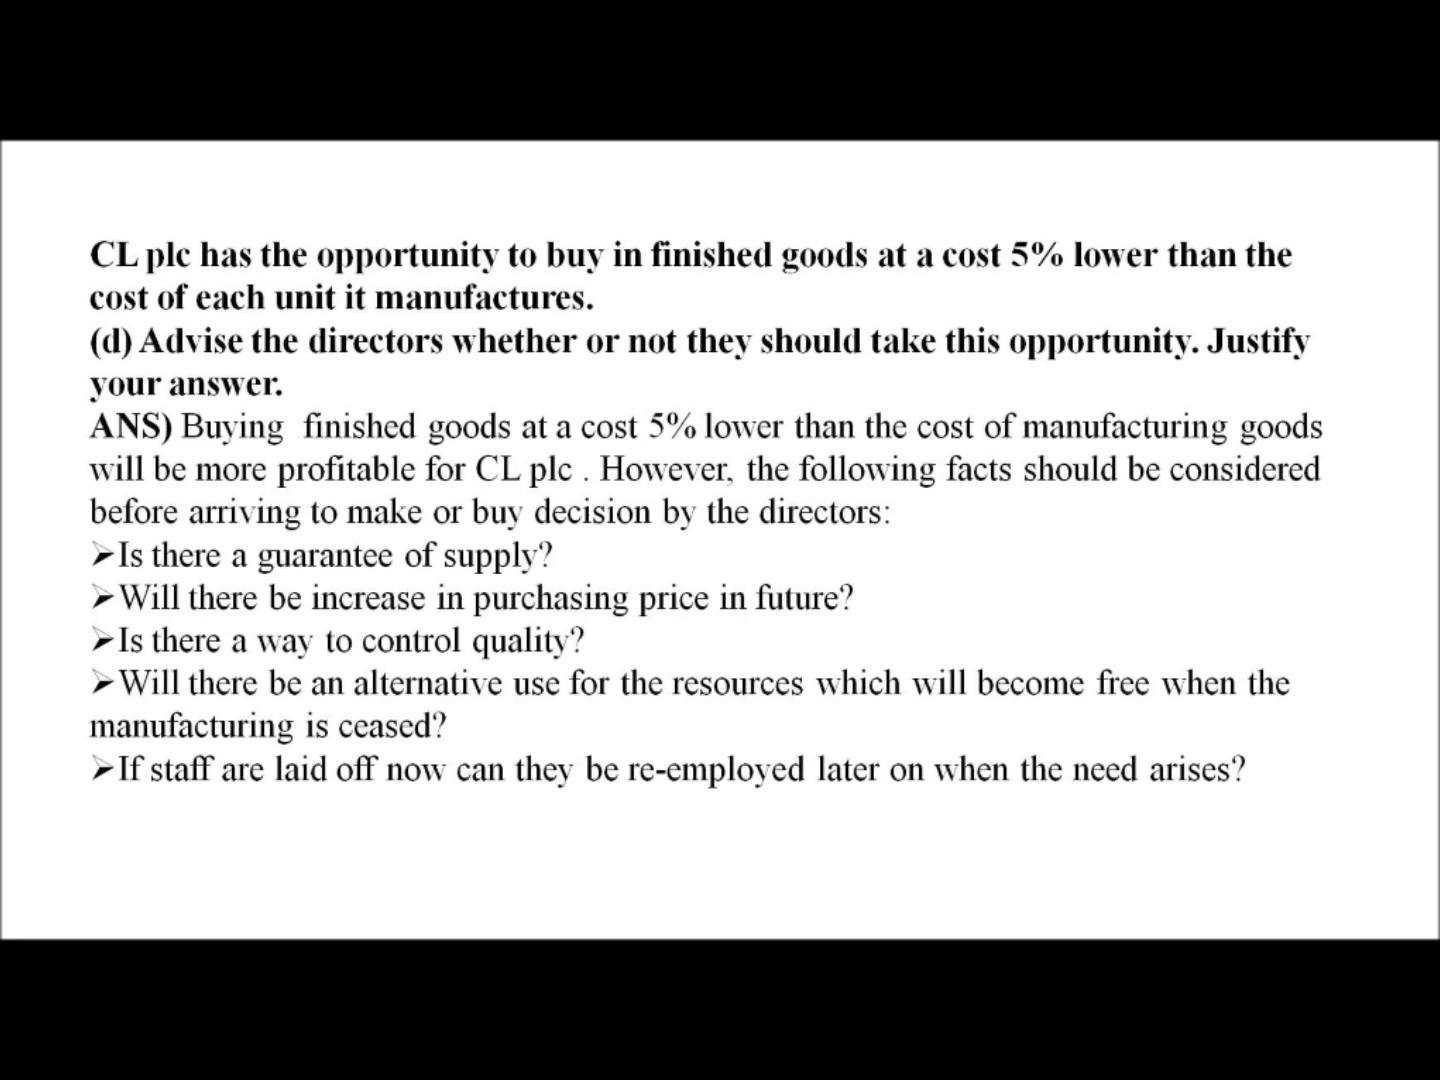 CL plc has the opportunity to buy in finished goods at a cost 5% lower than the
cost of each unit it manufactures.
(d) Advise the directors whether or not they should take this opportunity. Justify
your answer.
ANS) Buying finished goods at a cost 5% lower than the cost of manufacturing goods
will be more profitable for CL plc . However, the following facts should be considered
before arriving to make or buy decision by the directors:
➢Is there a guarantee of supply?
➢Will there be increase in purchasing price in future?
➢Is there a way to control quality?
➢Will there be an alternative use for the resources which will become free when the
manufacturing is ceased?
➢If staff are laid off now can they be re-employed later on when the need arises?